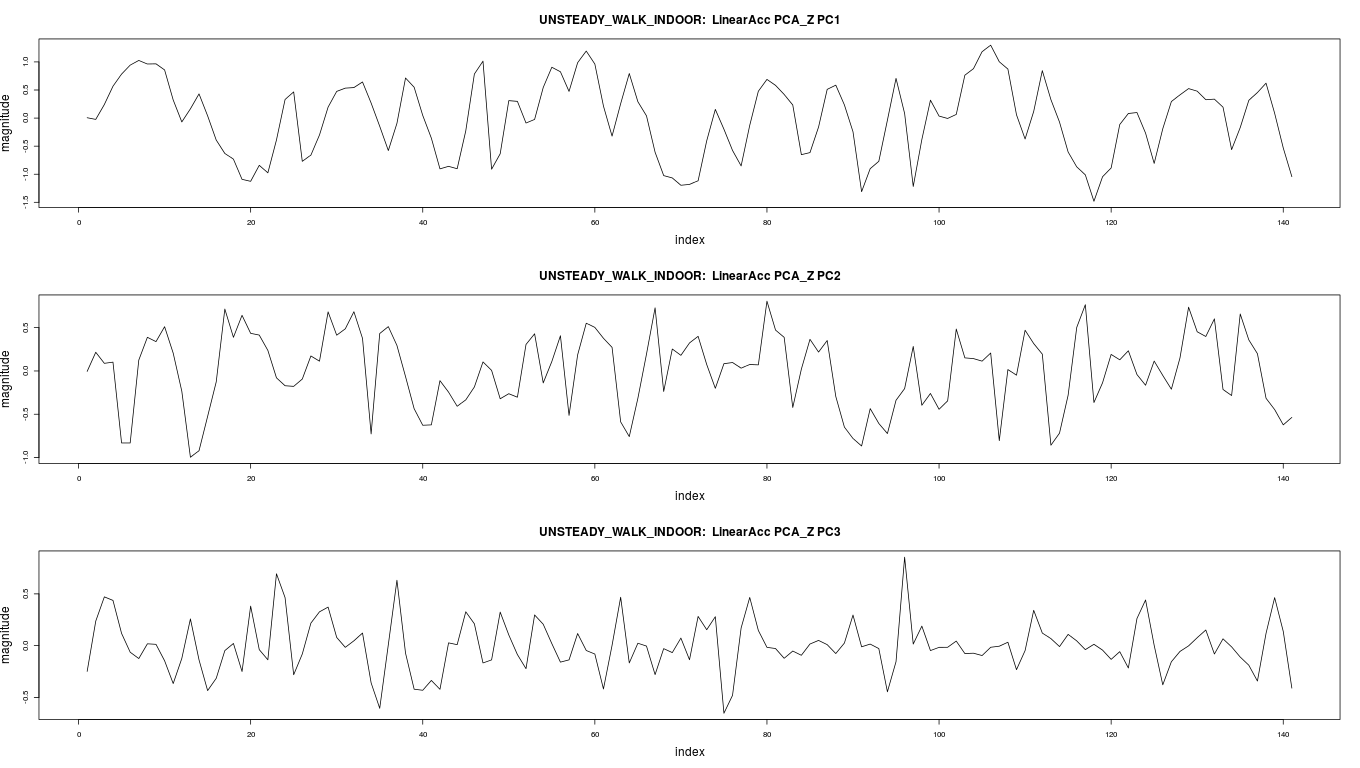 UNSTEADY_WALK_INDOOR: LinearAcc PCA_Z PC1
magnitude
1.0
0.5
0.0
-0.5
-1.0
-1.5
0 20 40 60 80 100 120 140
index
UNSTEADY_WALK_INDOOR: LinearAcc PCA_Z PC2
magnitude
0.5
0.0
-0.5
-1.0
0 20 40 60 80 100 120 140
index
UNSTEADY_WALK_INDOOR: LinearAcc PCA_Z PC3
magnitude
0.5
0.0
-0.5
0 20 40 60 80 100 120 140
index